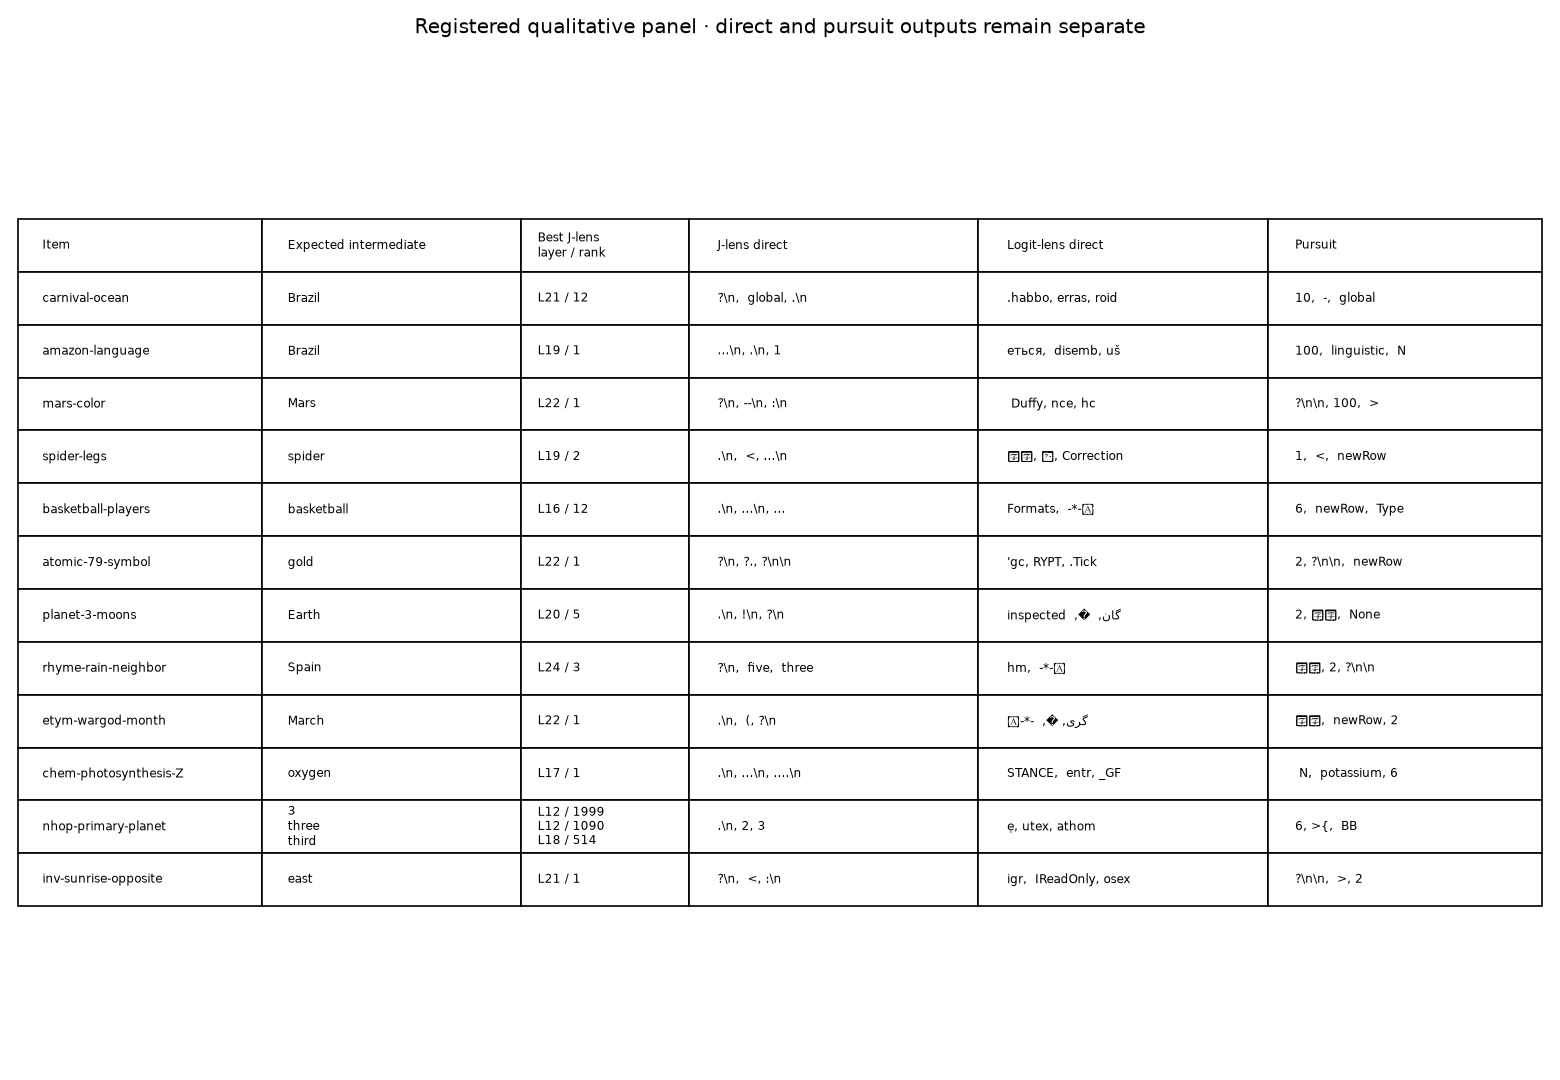 Registered qualitative panel · direct and pursuit outputs remain separate
Item Expected intermediate Best J-lens layer / rank J-lens direct Logit-lens direct Pursuit
carnival-ocean Brazil L21 / 12 ?\n,  global, .\n .habbo, erras, roid 10,  -,  global
amazon-language Brazil L19 / 1 ...\n, .\n, 1 еться,  disemb, uš 100,  linguistic,  N
mars-color Mars L22 / 1 ?\n, --\n, :\n Duffy, nce, hc ?\n\n, 100,  >
spider-legs spider L19 / 2 .\n,  <, ...\n , Correction 1,  <,  newRow
basketball-players basketball L16 / 12 .\n, ...\n, ... Formats,  -*- 6,  newRow,  Type
atomic-79-symbol gold L22 / 1 ?\n, ?., ?\n\n 'gc, RYPT, .Tick 2, ?\n\n,  newRow
planet-3-moons Earth L20 / 5 .\n, !\n, ?\n inspected  ,�  ,گان 2, ,  None
rhyme-rain-neighbor Spain L24 / 3 ?\n,  five,  three hm,  -*- , 2, ?\n\n
etym-wargod-month March L22 / 1 .\n,  (, ?\n -*-  ,� ,گری ,  newRow, 2
chem-photosynthesis-Z oxygen L17 / 1 .\n, ...\n, ....\n STANCE,  entr, _GF N,  potassium, 6
nhop-primary-planet 3 three third L12 / 1999 L12 / 1090 L18 / 514 .\n, 2, 3 ẹ, utex, athom 6, >{,  BB
inv-sunrise-opposite east L21 / 1 ?\n,  <, :\n igr,  IReadOnly, osex ?\n\n,  >, 2